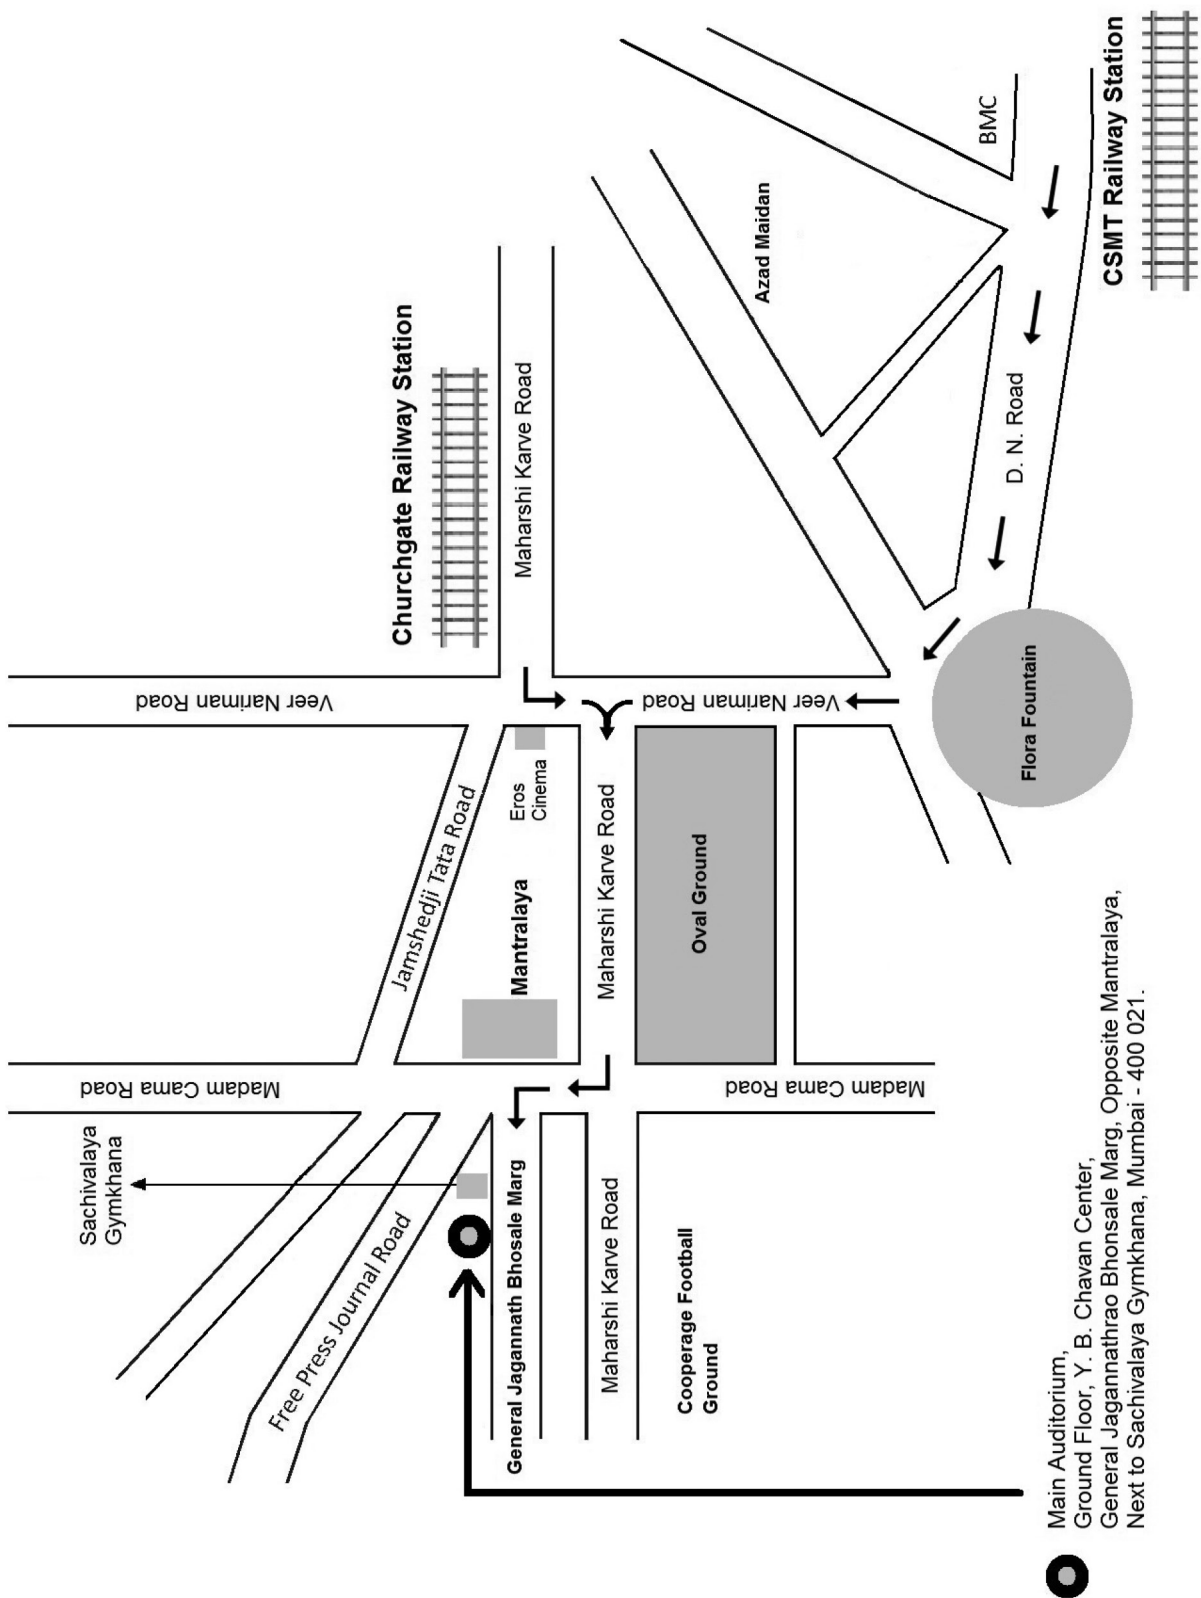 CSMT Railway Station
BMC
Azad Maidan
D. N. Road
Churchgate Railway Station
Maharshi Karve Road
Veer Nariman Road
Veer Nariman Road
Flora Fountain
Eros
Cinema
Jamshedji Tata Road
Mantralaya
Maharshi Karve Road
Oval Ground
Madam Cama Road
Madam Cama Road
Sachivalaya
Gymkhana
Free Press Journal Road
General Jagannath Bhosale Marg
Maharshi Karve Road
Cooperage Football
Ground
Main Auditorium,
Ground Floor, Y. B. Chavan Center,
General Jagannathrao Bhonsale Marg, Opposite Mantralaya,
Next to Sachivalaya Gymkhana, Mumbai - 400 021.